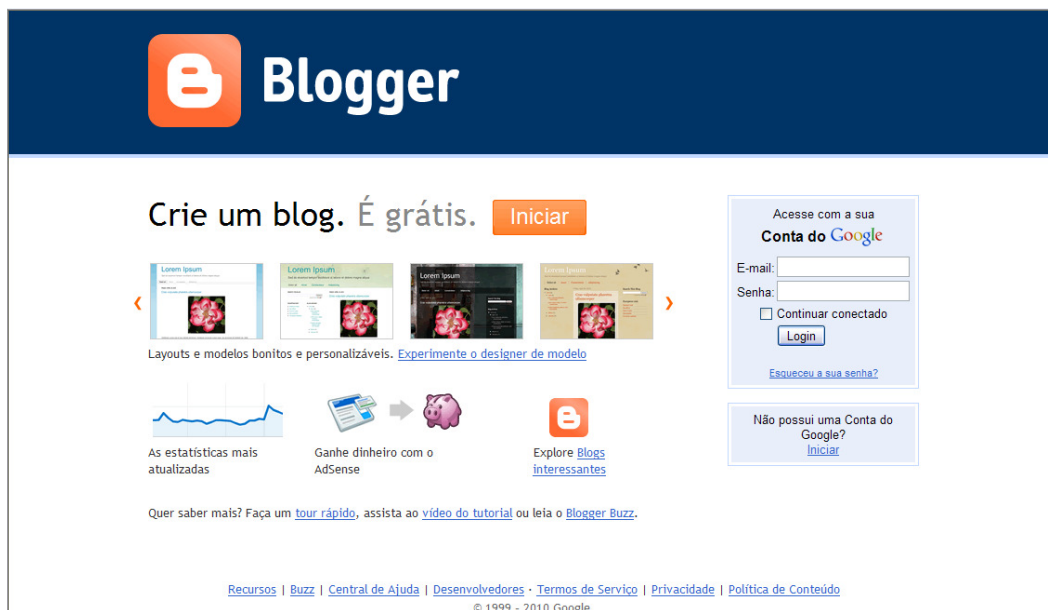 Blogger
Crie um blog. É grátis. Iniciar
Lorem Ipsum
Lorem Ipsum
Lorem Ipsum
Lorem Ipsum
Layouts e modelos bonitos e personalizáveis. Experimente o designer de modelo
As estatísticas mais
atualizadas
Ganhe dinheiro com o
AdSense
Explore Blogs
interessantes
Quer saber mais? Faça um tour rápido, assista ao vídeo do tutorial ou leia o Blogger Buzz.
Acesse com a sua
Conta do Google
E-mail:
Senha:
Continuar conectado
Login
Esqueceu a sua senha?
Não possui uma Conta do
Google?
Iniciar
Recursos | Buzz | Central de Ajuda | Desenvolvedores · Termos de Serviço | Privacidade | Política de Conteúdo
© 1999 – 2010 Google